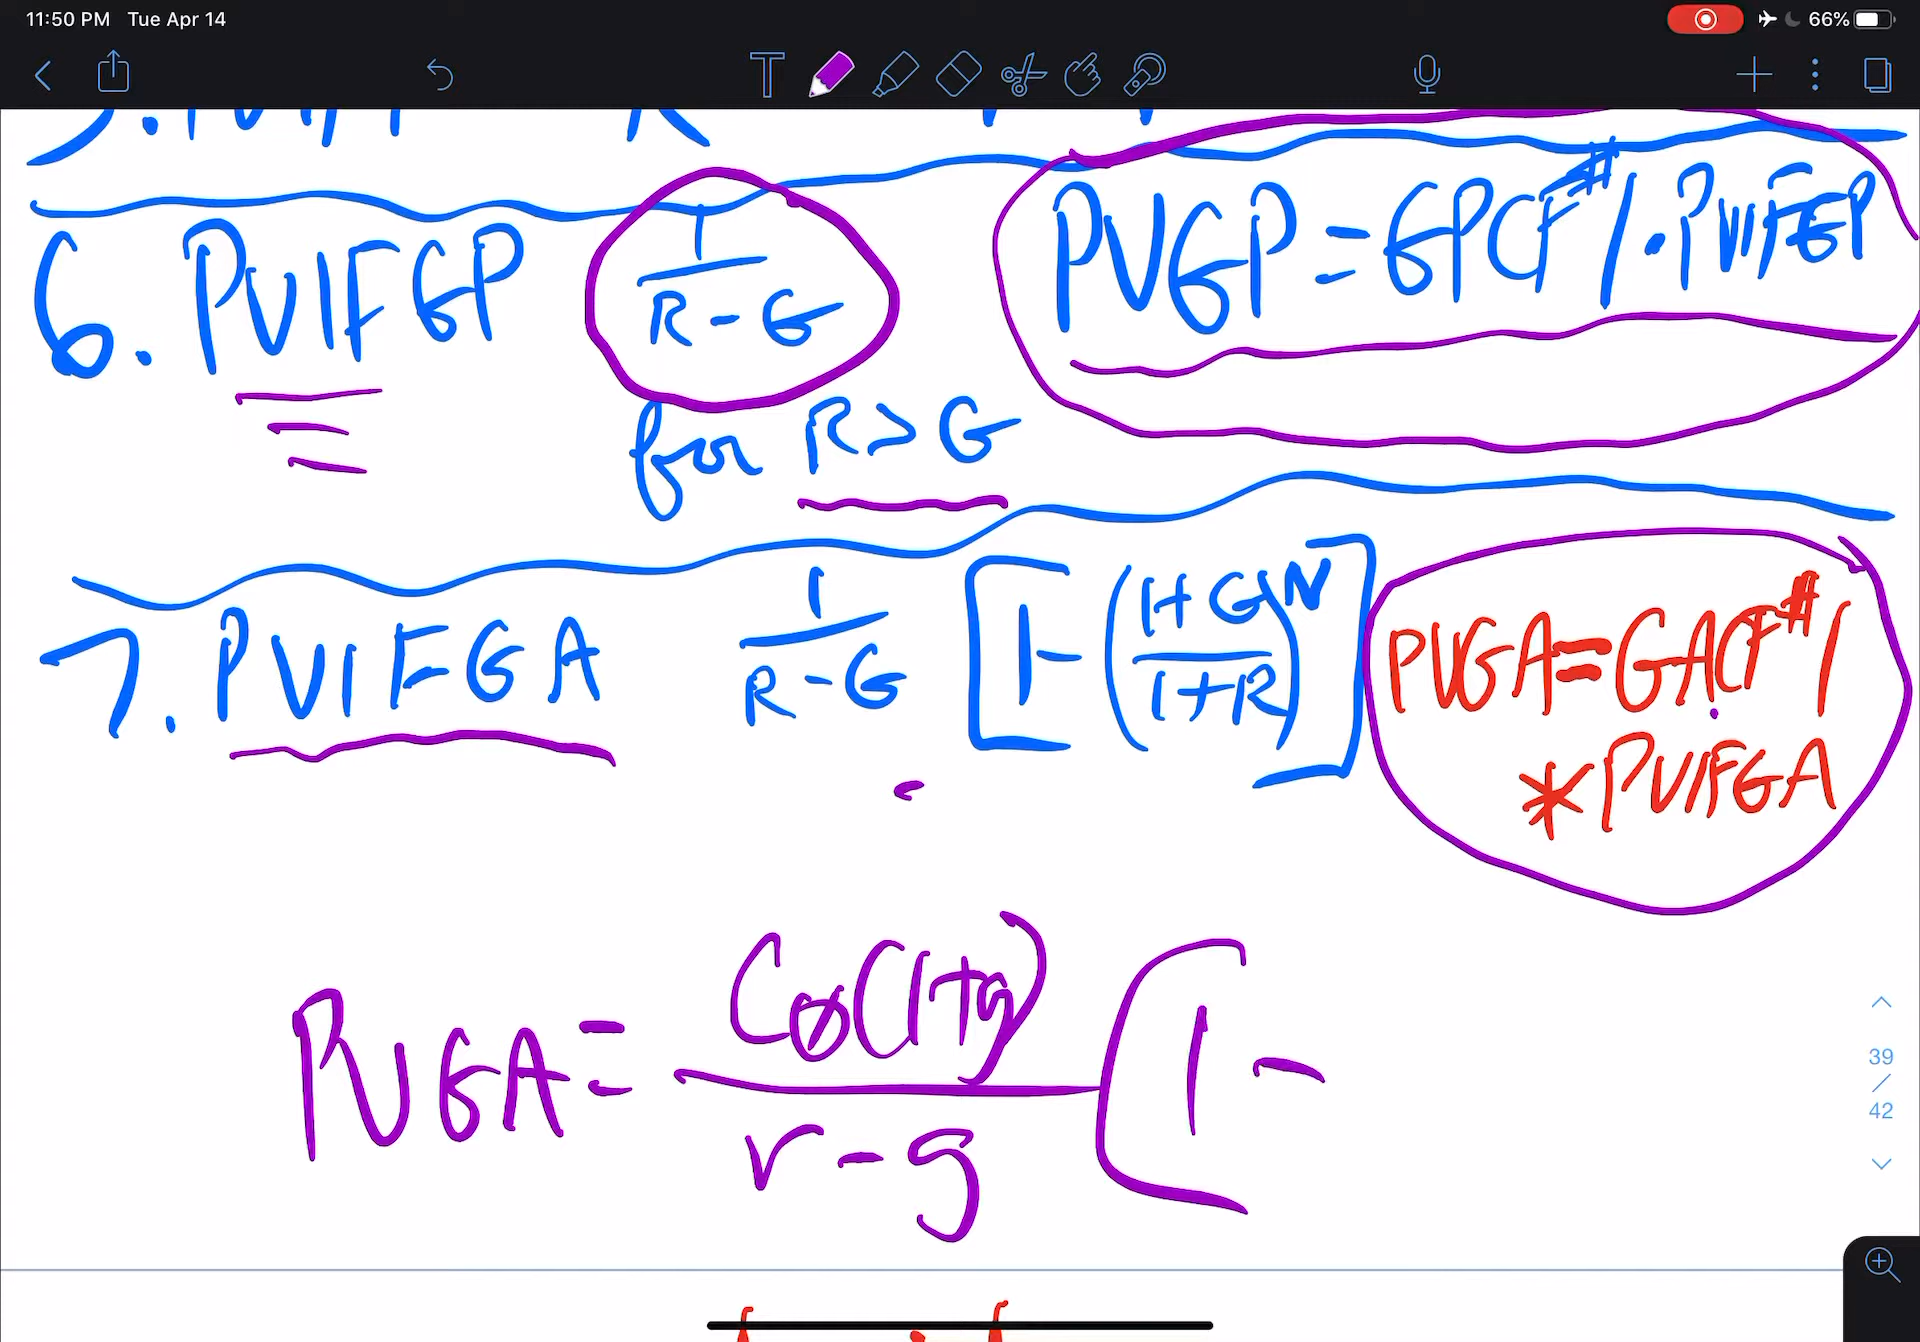 11:50 PM Tue Apr 14 66%
6. PVIFGP 1/(R-G) PVGP=GPCF#1·PVIFGP
for R>G
7. PVIFGA 1/(R-G) [1-((1+G)/(1+R))^N] PVGA=GACF#1
*PVIFGA
PVGA= C0(1+g)/(r-g) [1-
39
/
42